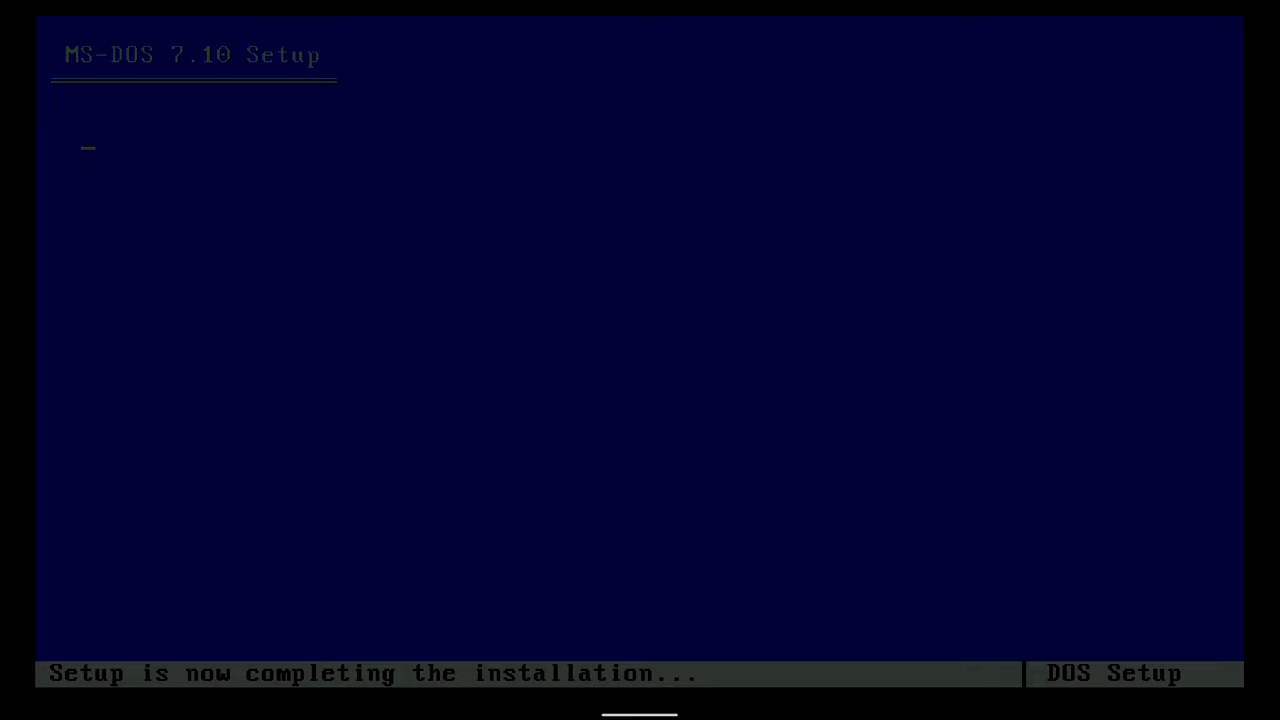 MS-DOS 7.10 Setup
Setup is now completing the installation...
DOS Setup